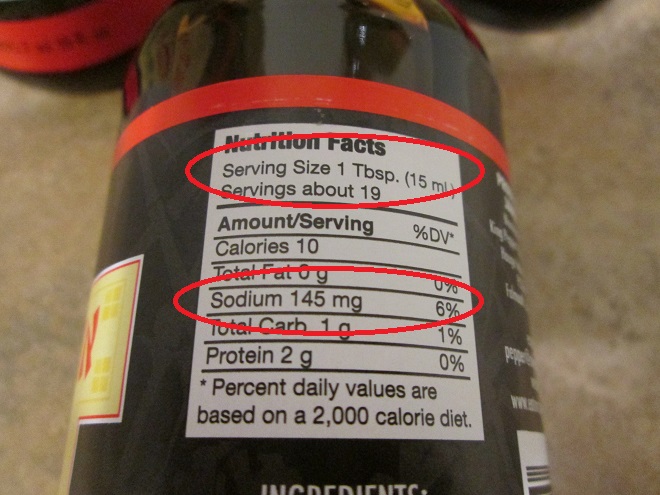 Nutrition Facts
Serving Size 1 Tbsp. (15 ml)
Servings about 19
Amount/Serving %DV*
Calories 10
Total Fat 0 g 0%
Sodium 145 mg 6%
Total Carb. 1 g 1%
Protein 2 g 0%
* Percent daily values are
based on a 2,000 calorie diet.
INGREDIENTS: